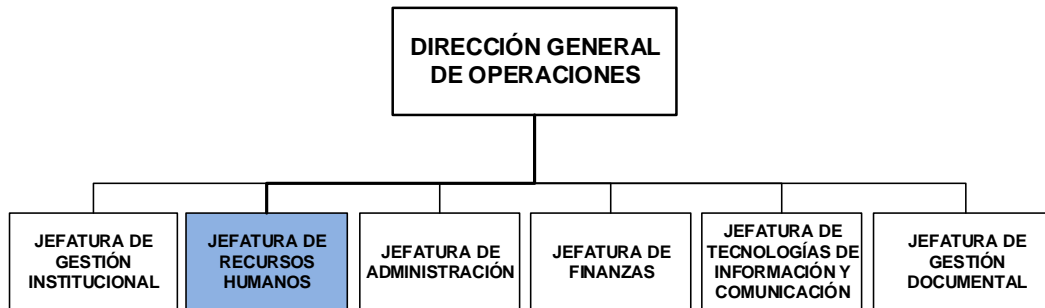 DIRECCIÓN GENERAL
DE OPERACIONES
JEFATURA DE
GESTIÓN
INSTITUCIONAL
JEFATURA DE
RECURSOS
HUMANOS
JEFATURA DE
ADMINISTRACIÓN
JEFATURA DE
FINANZAS
JEFATURA DE
TECNOLOGÍAS DE
INFORMACIÓN Y
COMUNICACIÓN
JEFATURA DE
GESTIÓN
DOCUMENTAL